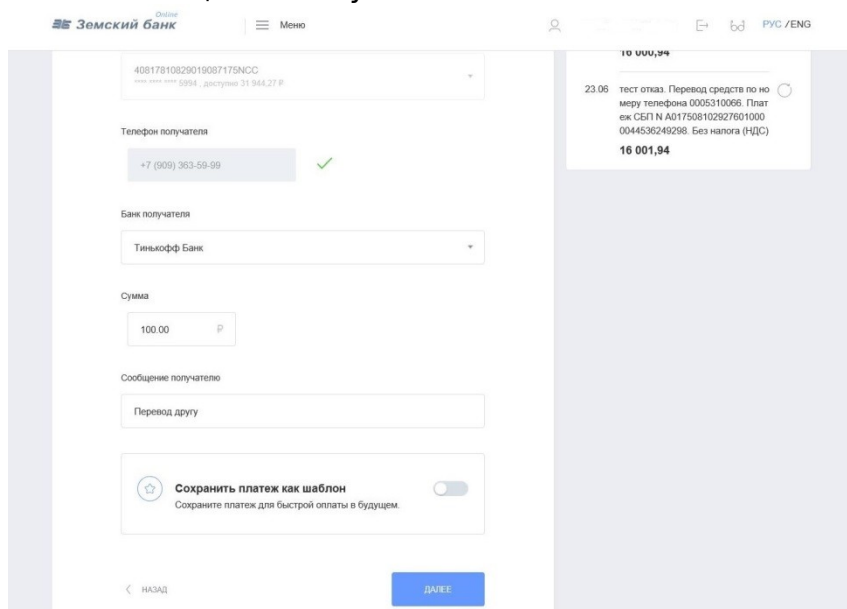 Online
Земский банк
Меню
РУС /ENG
40817810829019087175NCC
**** **** **** 5994 , доступно 31 944,27 ₽
Телефон получателя
+7 (909) 363-59-99
Банк получателя
Тинькофф Банк
Сумма
100.00 ₽
Сообщение получателю
Перевод другу
Сохранить платеж как шаблон
Сохраните платеж для быстрой оплаты в будущем.
НАЗАД
ДАЛЕЕ
16 000,94
23.06 тест отказ. Перевод средств по но
меру телефона 0005310066. Плат
еж СБП N A017508102927601000
0044536249298. Без налога (НДС)
16 001,94